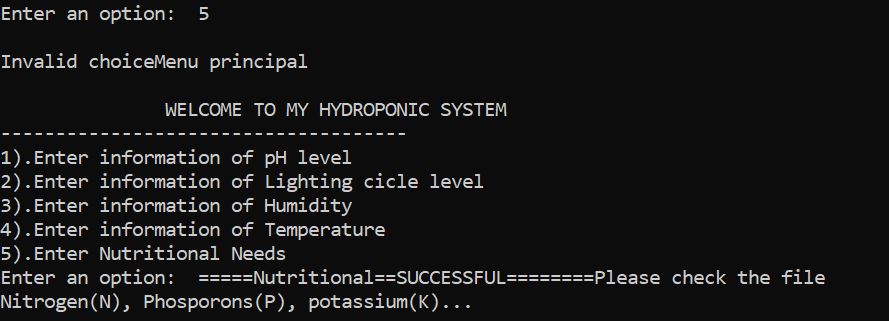 Enter an option:  5
Invalid choiceMenu principal
WELCOME TO MY HYDROPONIC SYSTEM
-------------------------------------
1).Enter information of pH level
2).Enter information of Lighting cicle level
3).Enter information of Humidity
4).Enter information of Temperature
5).Enter Nutritional Needs
Enter an option:  =====Nutritional==SUCCESSFUL========Please check the file
Nitrogen(N), Phosporons(P), potassium(K)...